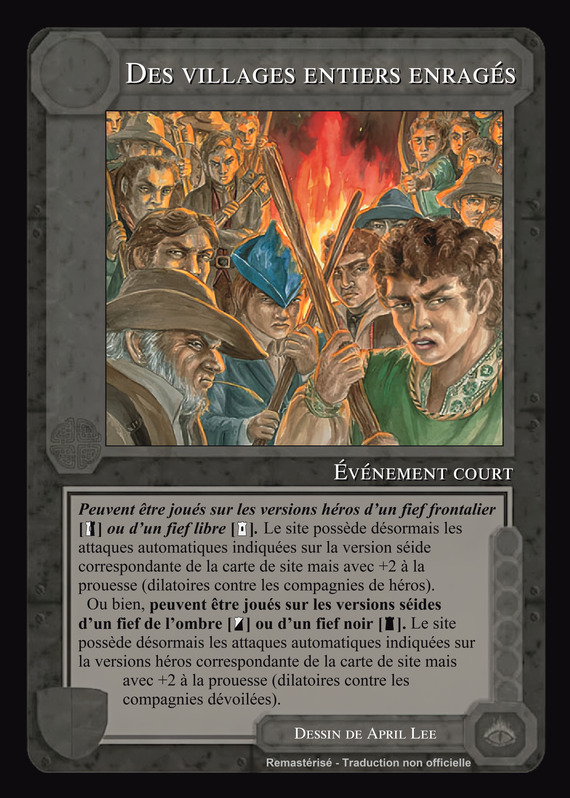 Des villages entiers enragés
Événement court
Peuvent être joués sur les versions héros d'un fief frontalier
[] ou d'un fief libre []. Le site possède désormais les
attaques automatiques indiquées sur la version séide
correspondante de la carte de site mais avec +2 à la
prouesse (dilatoires contre les compagnies de héros).
Ou bien, peuvent être joués sur les versions séides
d'un fief de l'ombre [] ou d'un fief noir []. Le site
possède désormais les attaques automatiques indiquées sur
la versions héros correspondante de la carte de site mais
avec +2 à la prouesse (dilatoires contre les
compagnies dévoilées).
Dessin de April Lee
Remastérisé - Traduction non officielle